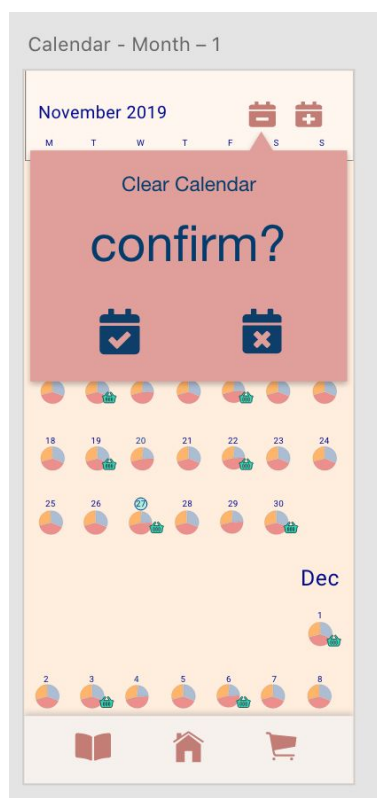 Calendar - Month – 1
November 2019
M T W T F S S
Clear Calendar
confirm?
18 19 20 21 22 23 24
25 26 27 28 29 30
Dec
1
2 3 4 5 6 7 8